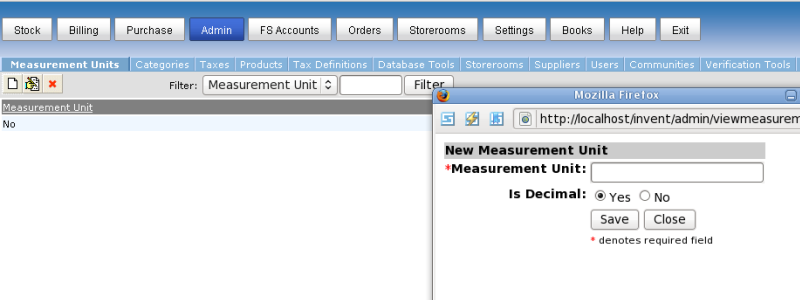 Stock Billing Purchase Admin FS Accounts Orders Storerooms Settings Books Help Exit
Measurement Units Categories Taxes Products Tax Definitions Database Tools Storerooms Suppliers Users Communities Verification Tools
Filter: Measurement Unit Filter
Measurement Unit
No
Mozilla Firefox
http://localhost/invent/admin/viewmeasurem
New Measurement Unit
*Measurement Unit:
Is Decimal: Yes No
Save Close
* denotes required field